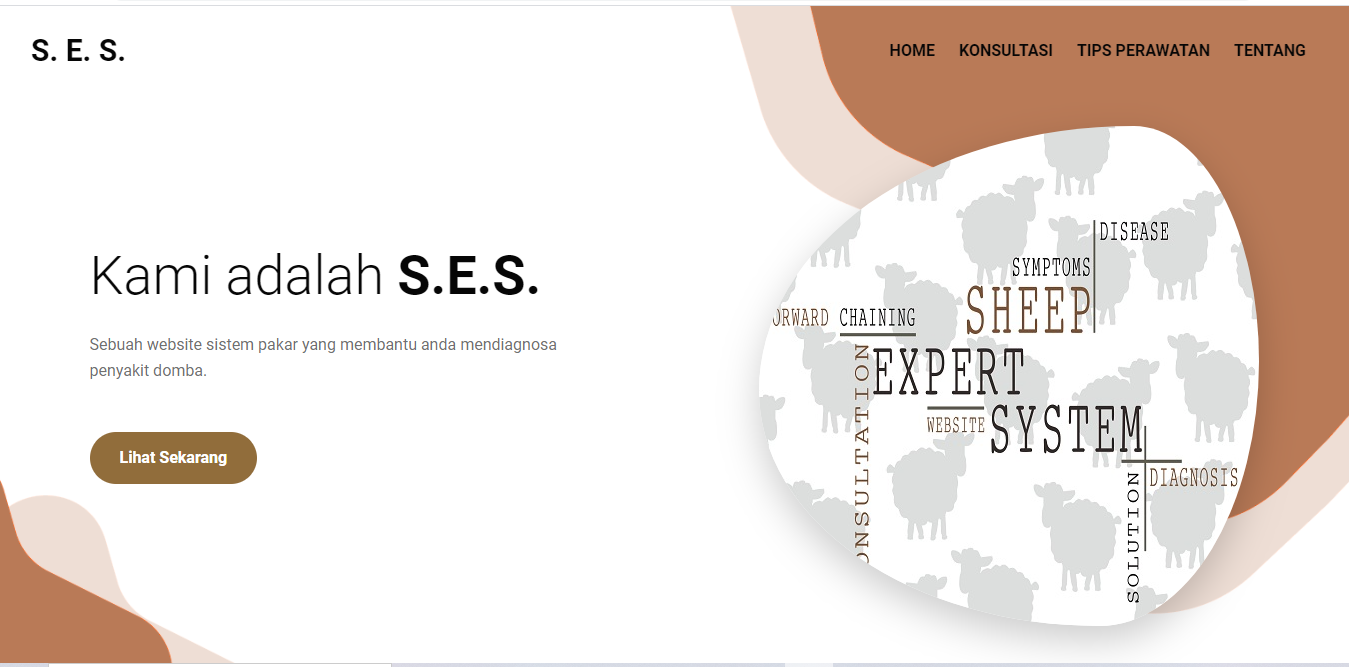 S. E. S.
HOME KONSULTASI TIPS PERAWATAN TENTANG
Kami adalah S.E.S.
Sebuah website sistem pakar yang membantu anda mendiagnosa
penyakit domba.
Lihat Sekarang
DISEASE
SYMPTOMS
SHEEP
ORWARD CHAINING
EXPERT
WEBSITE
SYSTEM
ONSULTATION
DIAGNOSIS
SOLUTION